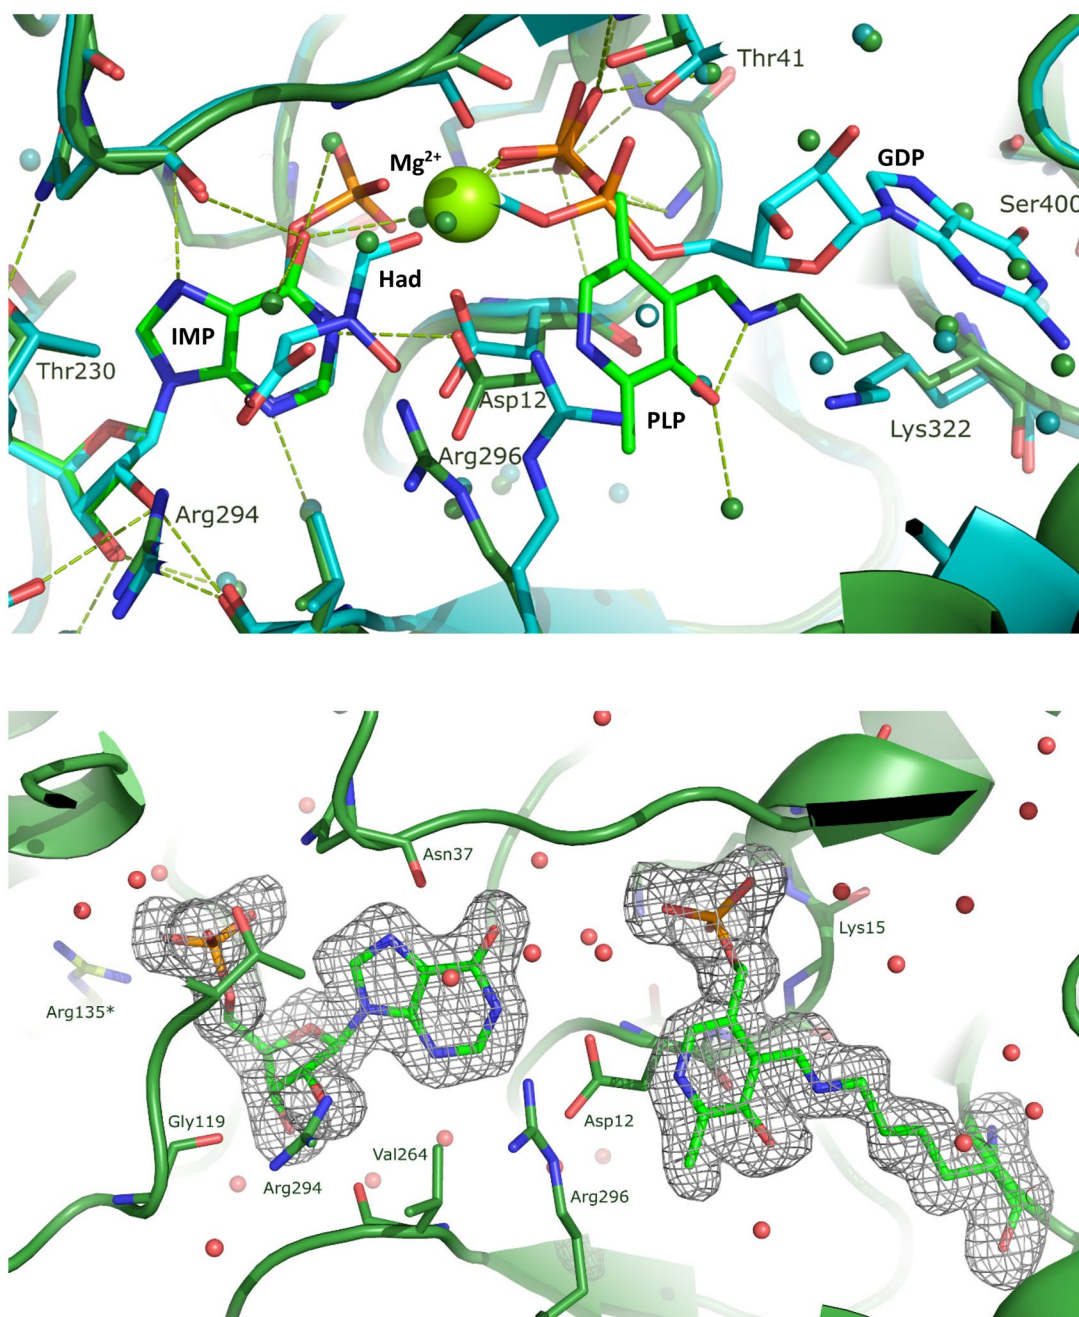 Thr41
Mg²⁺
GDP
Ser400
Had
IMP
Thr230
Asp12
PLP
Lys322
Arg296
Arg294
Asn37
Lys15
Arg135*
Gly119
Asp12
Val264
Arg294
Arg296